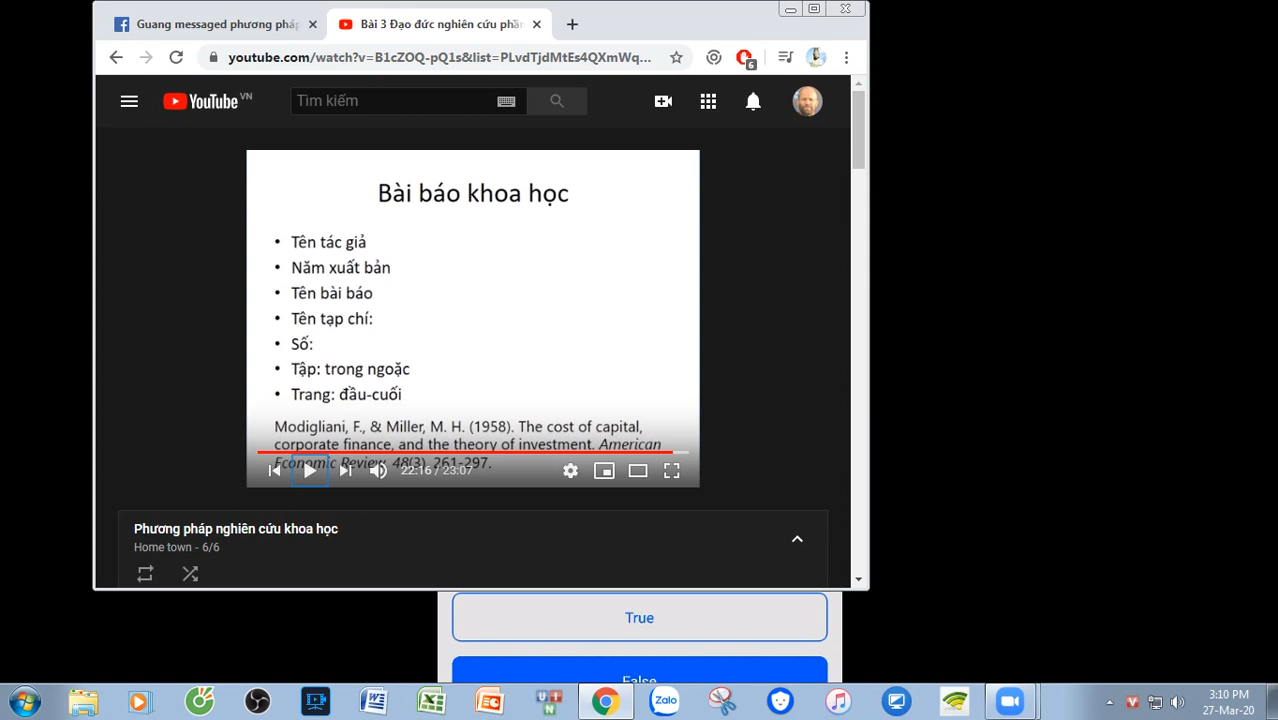 Guang messaged phương pháp
Bài 3 Đạo đức nghiên cứu phần
youtube.com/watch?v=B1cZOQ-pQ1s&list=PLvdTjdMtEs4QXmWq...
6
YouTube VN
Tìm kiếm
Bài báo khoa học
• Tên tác giả
• Năm xuất bản
• Tên bài báo
• Tên tạp chí:
• Số:
• Tập: trong ngoặc
• Trang: đầu-cuối
Modigliani, F., & Miller, M. H. (1958). The cost of capital,
corporate finance, and the theory of investment. American
Economic Review, 48(3), 261-297.
22:16 / 23:07
Phương pháp nghiên cứu khoa học
Home town - 6/6
True
False
Zalo
3:10 PM
27-Mar-20